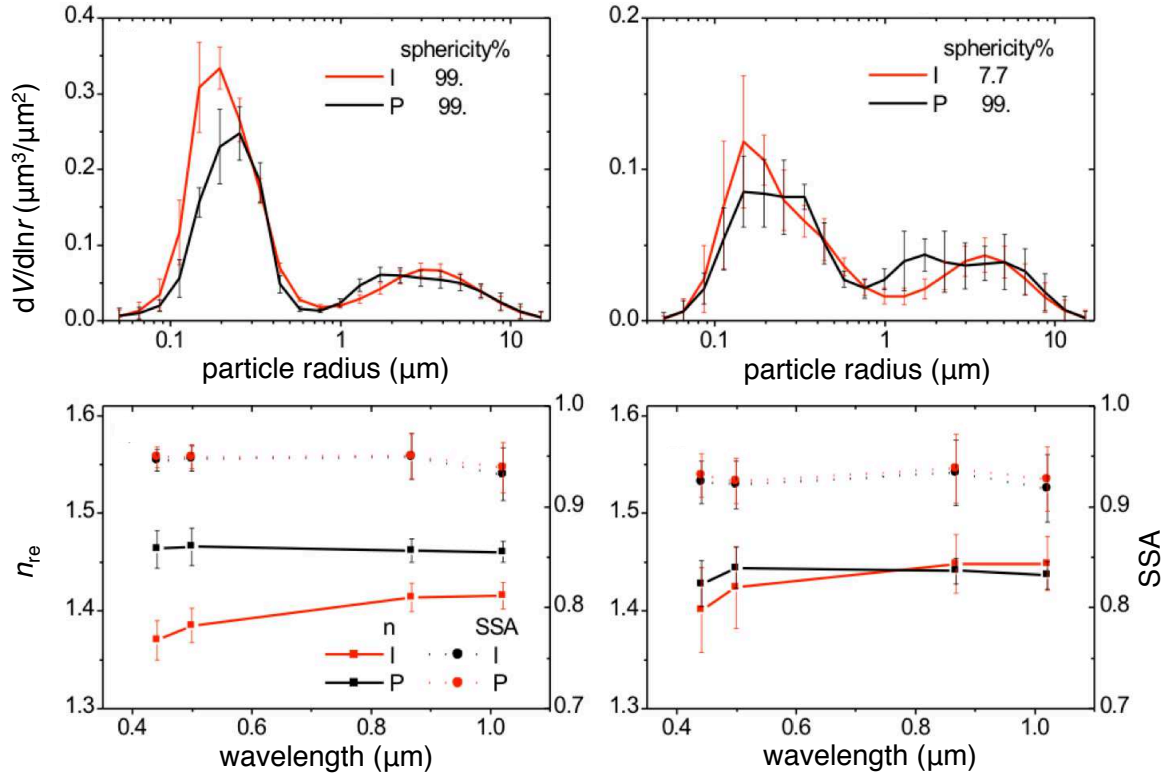 sphericity%
I 99.
P 99.
0.4
0.3
0.2
0.1
0.0
dV/dlnr (µm³/µm²)
0.1 1 10
particle radius (µm)
sphericity%
I 7.7
P 99.
0.2
0.1
0.0
0.1 1 10
particle radius (µm)
1.6
1.5
1.4
1.3
nre
1.0
0.9
0.8
0.7
n SSA
I I
P P
0.4 0.6 0.8 1.0
wavelength (µm)
1.6
1.5
1.4
1.3
1.0
0.9
0.8
0.7
SSA
0.4 0.6 0.8 1.0
wavelength (µm)